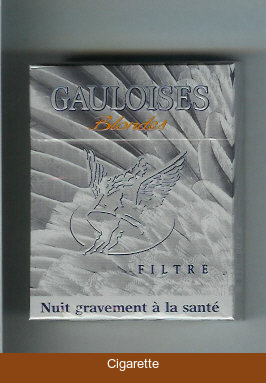 GAULOISES
Blondes
FILTRE
Nuit gravement à la santé
Cigarette